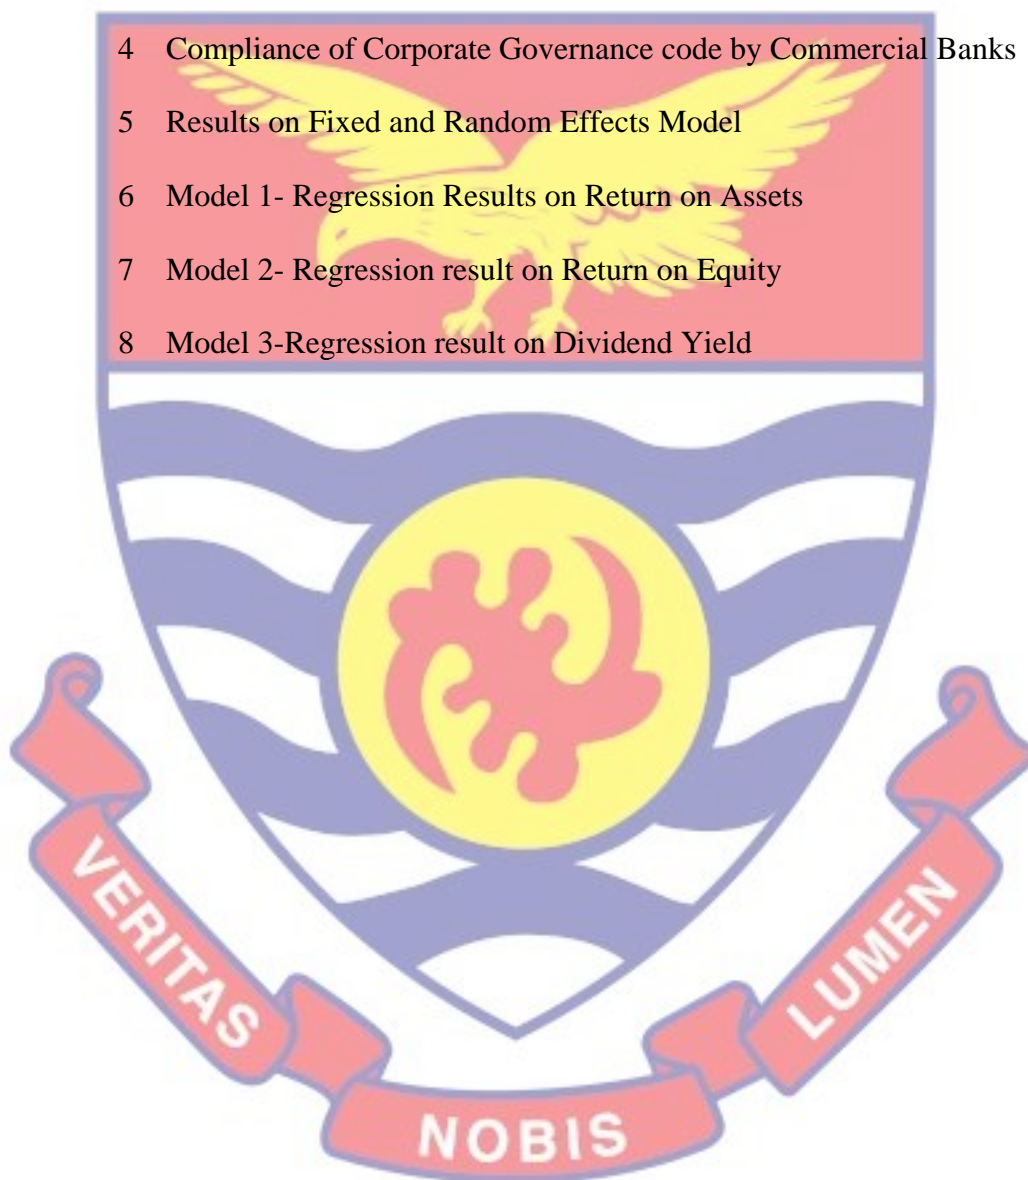 4 Compliance of Corporate Governance code by Commercial Banks
5 Results on Fixed and Random Effects Model
6 Model 1- Regression Results on Return on Assets
7 Model 2- Regression result on Return on Equity
8 Model 3-Regression result on Dividend Yield
VERITAS
NOBIS
LUMEN